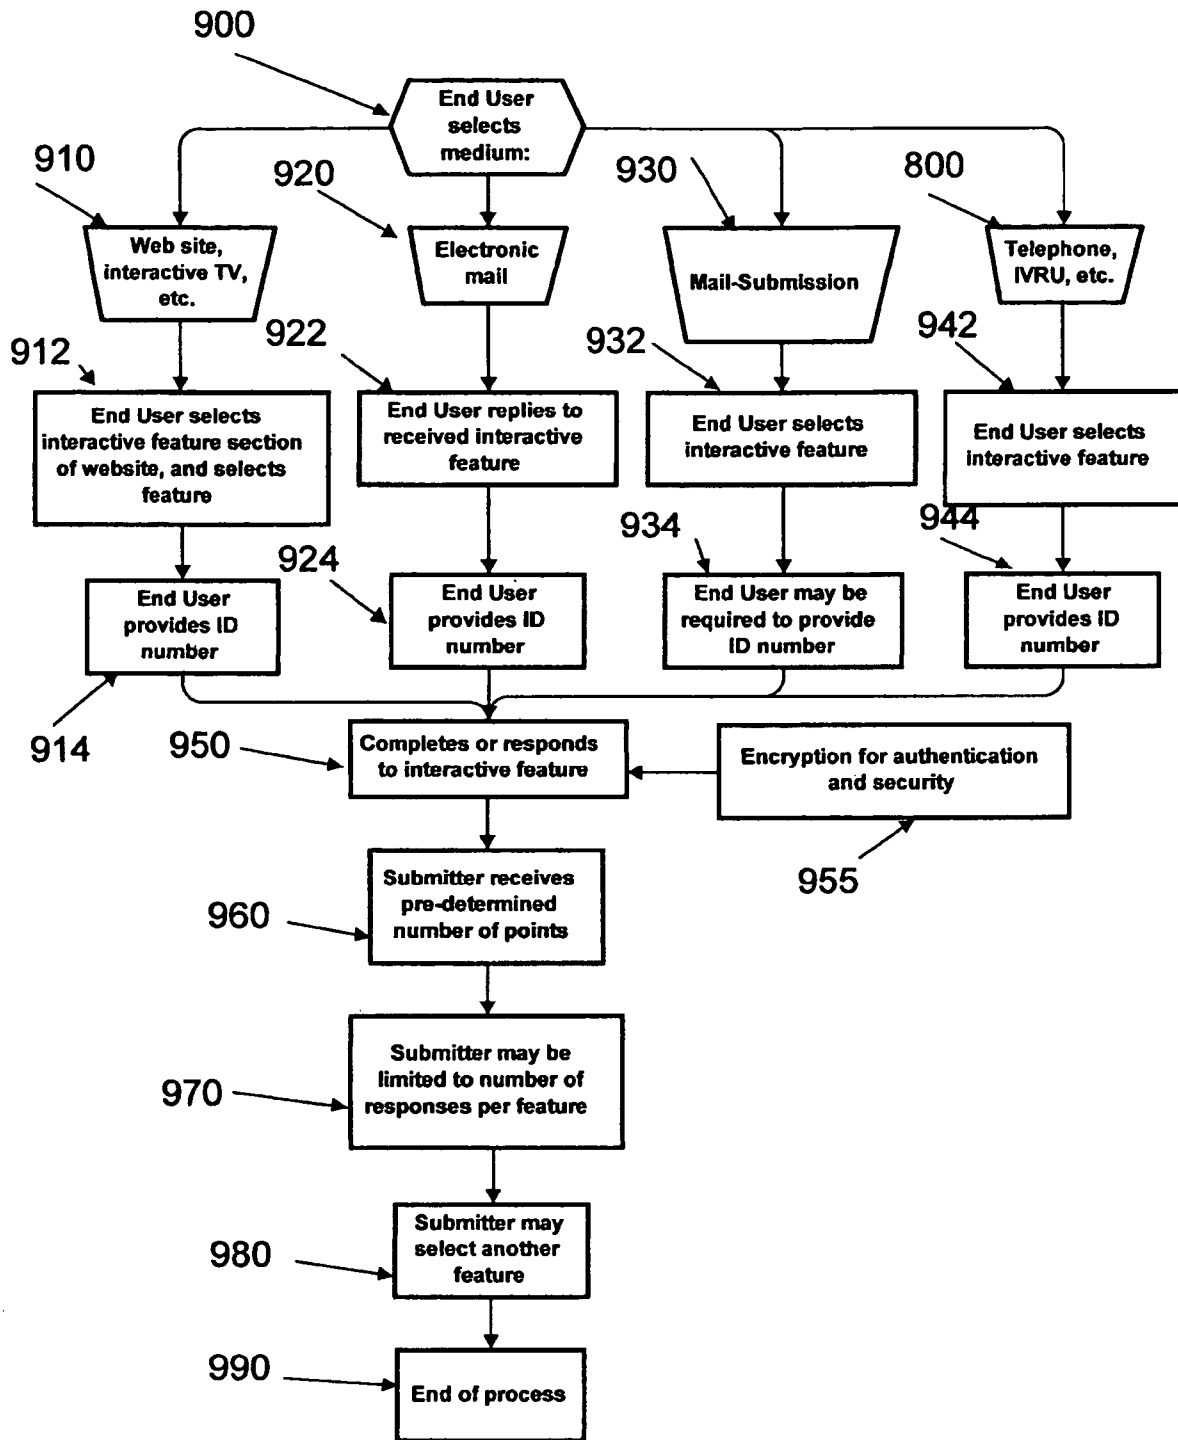 900
End User
selects
medium:
910
920
930
800
Web site,
interactive TV,
etc.
Electronic
mail
Mail-Submission
Telephone,
IVRU, etc.
912
922
932
942
End User selects
interactive feature section
of website, and selects
feature
End User replies to
received interactive
feature
End User selects
interactive feature
End User selects
interactive feature
924
934
944
End User
provides ID
number
End User
provides ID
number
End User may be
required to provide
ID number
End User
provides ID
number
914
950
Completes or responds
to interactive feature
Encryption for authentication
and security
955
960
Submitter receives
pre-determined
number of points
970
Submitter may be
limited to number of
responses per feature
980
Submitter may
select another
feature
990
End of process